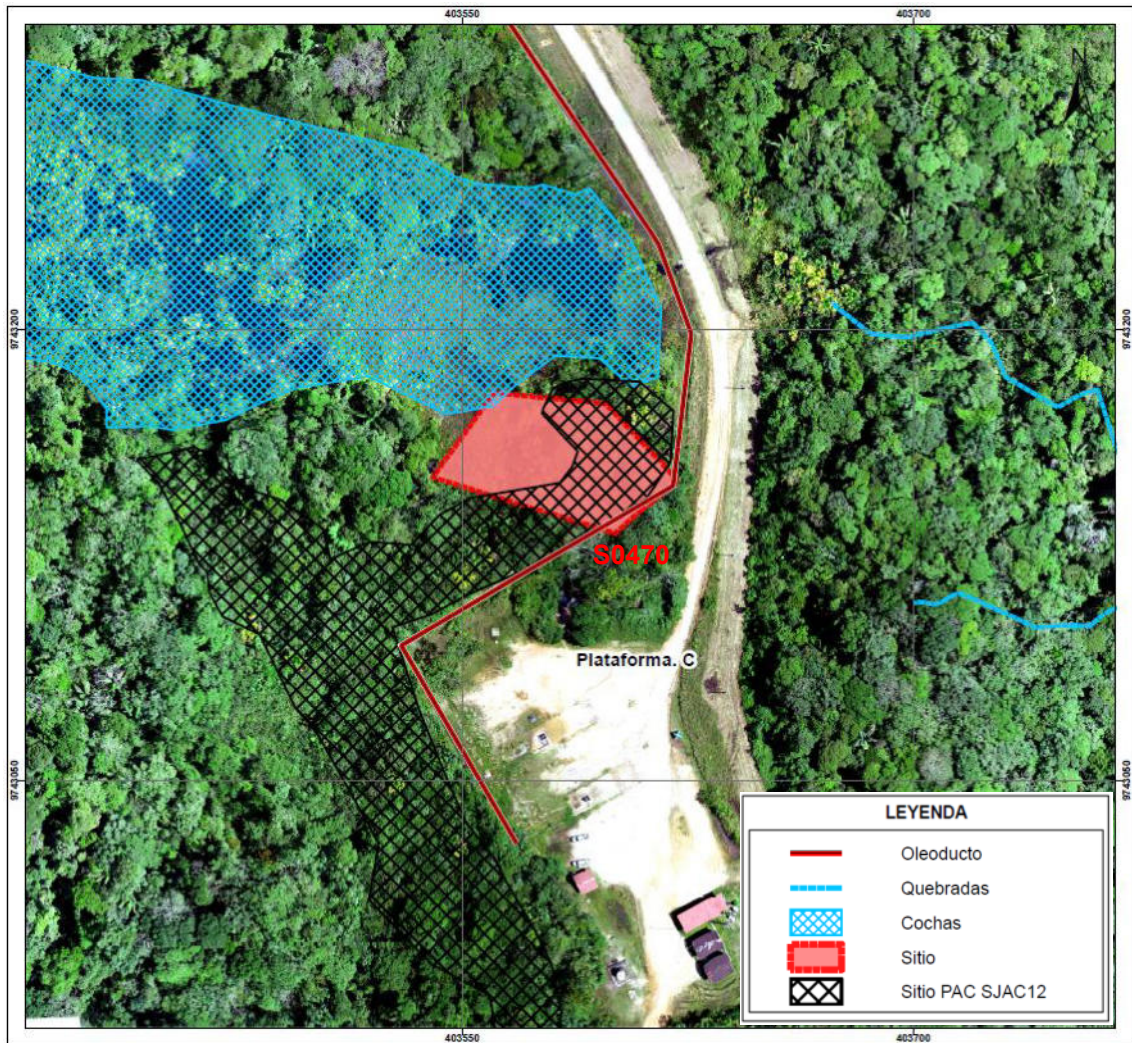 403550
403700
9743200
9743200
S0470
Plataforma. C
9743050
9743050
LEYENDA
Oleoducto
Quebradas
Cochas
Sitio
Sitio PAC SJAC12
403550
403700